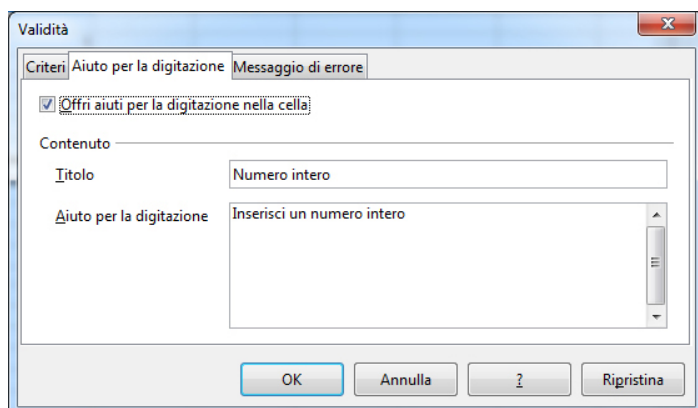 Validità
Criteri Aiuto per la digitazione Messaggio di errore
Offri aiuti per la digitazione nella cella
Contenuto
Titolo Numero intero
Aiuto per la digitazione Inserisci un numero intero
OK Annulla ? Ripristina